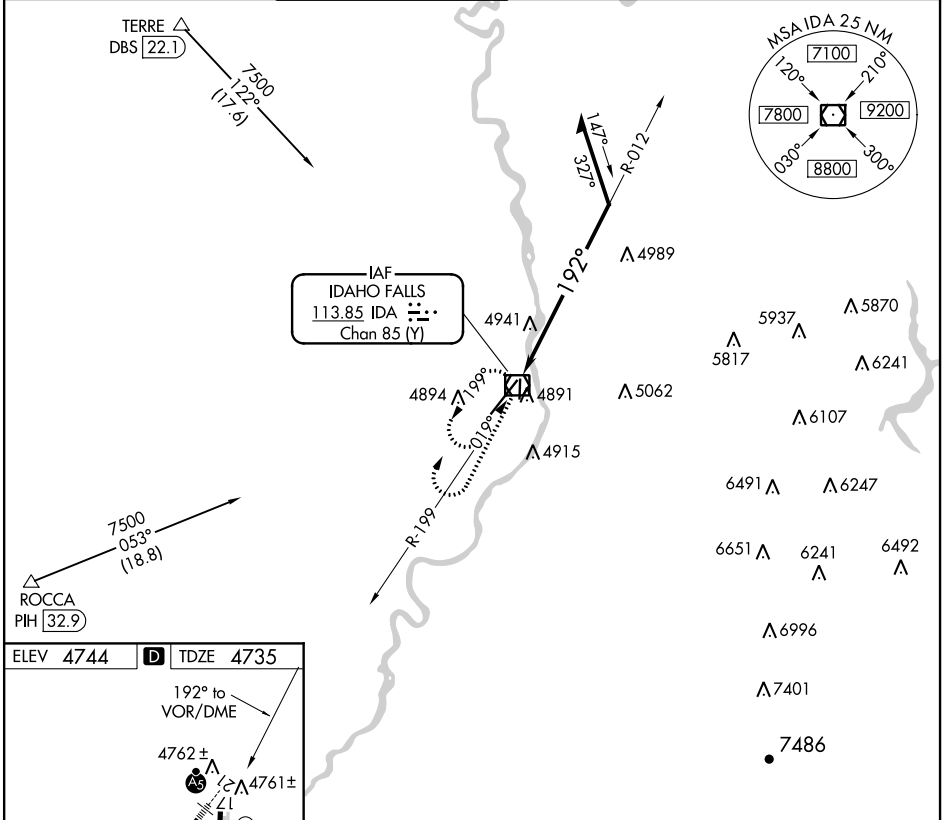 TERRE
DBS 22.1
7500
122°
(17.6)
MSA IDA 25 NM
7100
120°
210°
7800
9200
030°
300°
8800
147°
327°
R-012
192°
4989
IAF
IDAHO FALLS
113.85 IDA
Chan 85 (Y)
4941
5937
5870
5817
6241
4894
199°
4891
5062
019°
6107
4915
6491
6247
R-199
7500
053°
(18.8)
6651
6241
6492
ROCCA
PIH 32.9
6996
ELEV 4744 D TDZE 4735
7401
192° to
VOR/DME
7486
4762 ±
A5
4761±
21
17